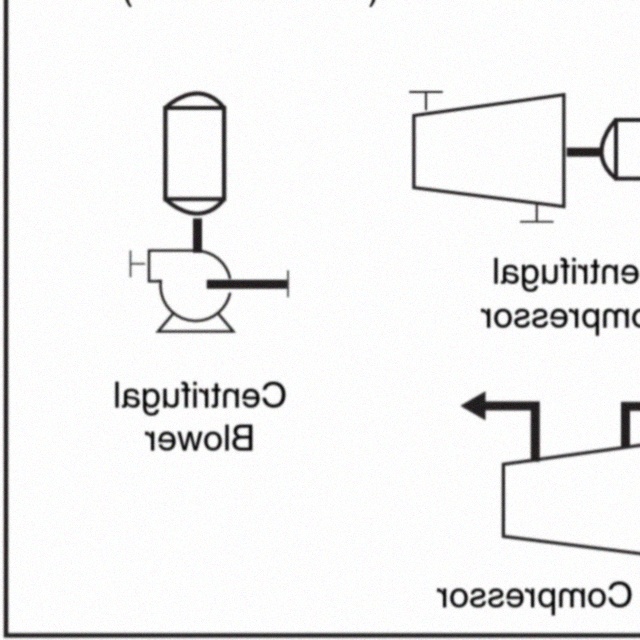 entrifugal
ompressor
Centrifugal
Blower
Compressor